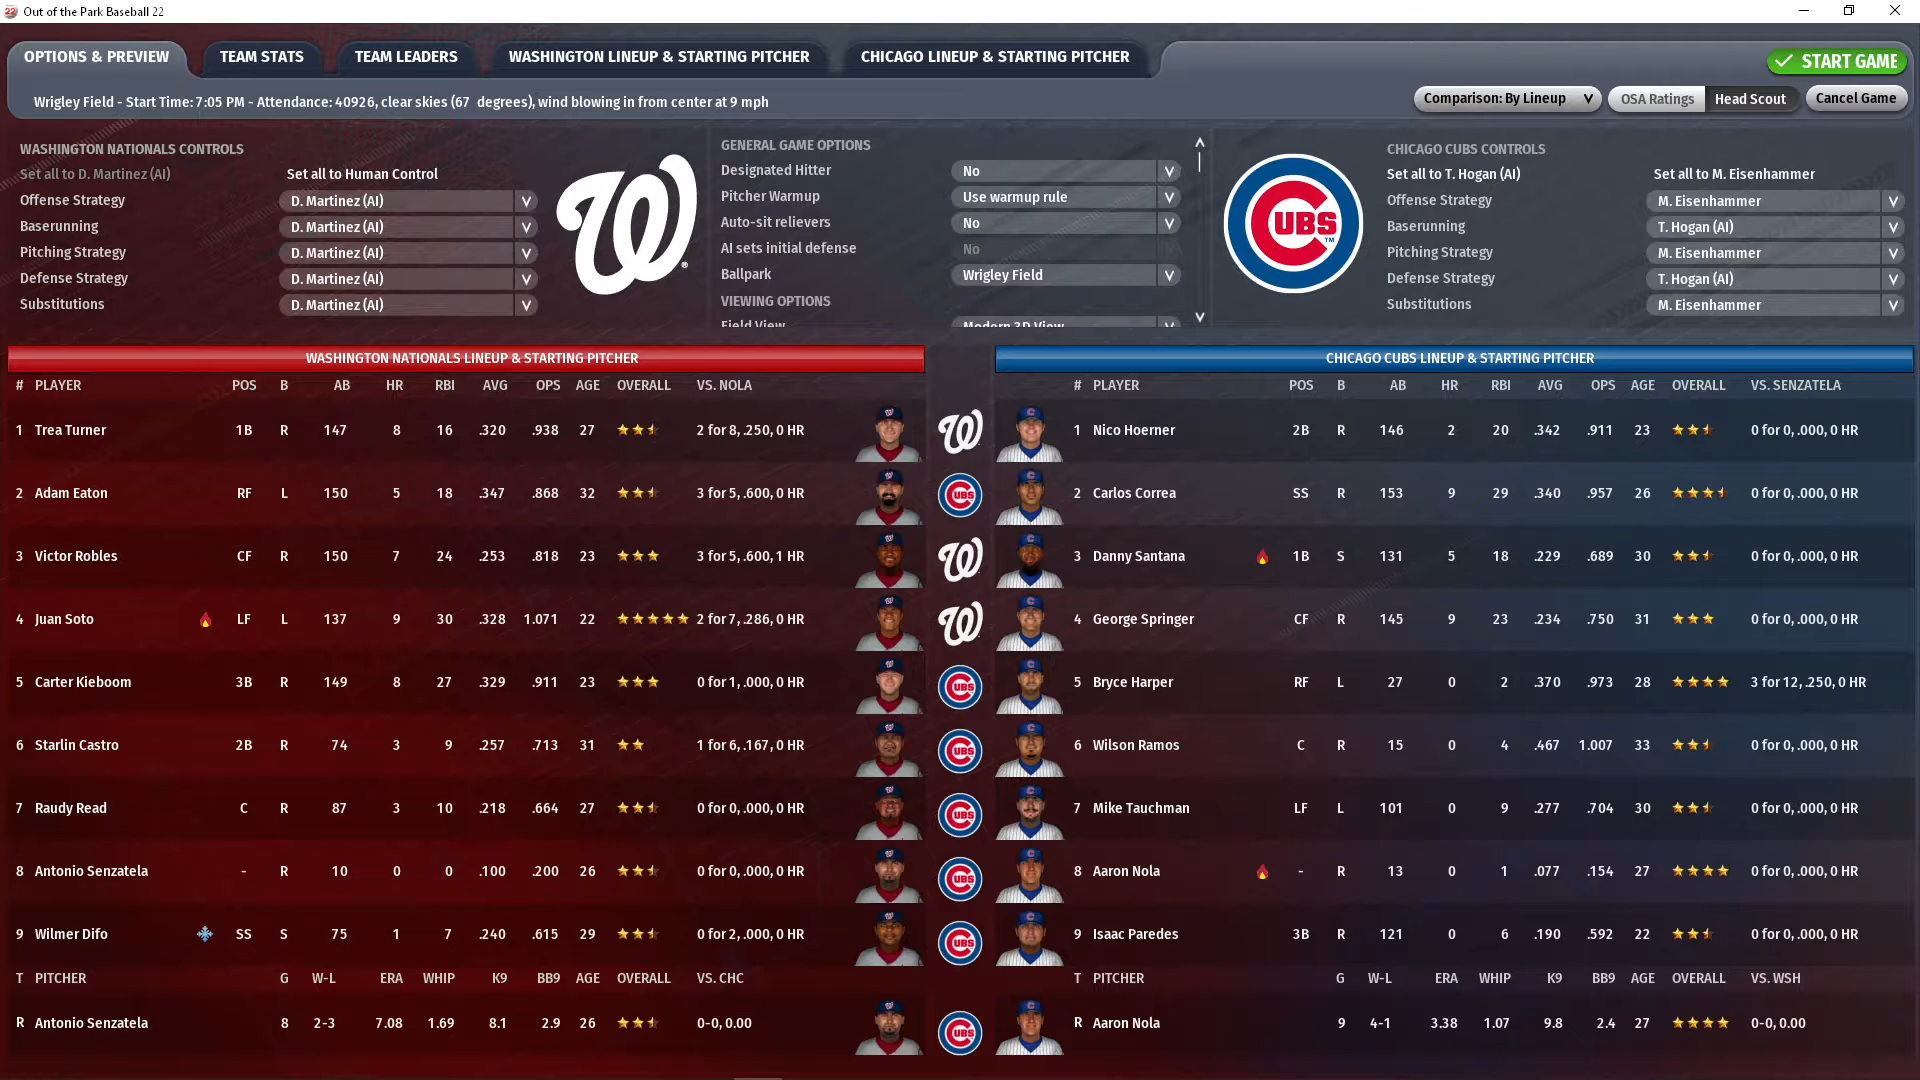 Out of the Park Baseball 22
OPTIONS & PREVIEW TEAM STATS TEAM LEADERS WASHINGTON LINEUP & STARTING PITCHER CHICAGO LINEUP & STARTING PITCHER START GAME
Wrigley Field - Start Time: 7:05 PM - Attendance: 40926, clear skies (67 degrees), wind blowing in from center at 9 mph
Comparison: By Lineup OSA Ratings Head Scout Cancel Game
WASHINGTON NATIONALS CONTROLS
Set all to D. Martinez (AI) Set all to Human Control
Offense Strategy D. Martinez (AI)
Baserunning D. Martinez (AI)
Pitching Strategy D. Martinez (AI)
Defense Strategy D. Martinez (AI)
Substitutions D. Martinez (AI)
W
GENERAL GAME OPTIONS
Designated Hitter No
Pitcher Warmup Use warmup rule
Auto-sit relievers No
AI sets initial defense No
Ballpark Wrigley Field
VIEWING OPTIONS
Field View Modern 3D View
CUBS
CHICAGO CUBS CONTROLS
Set all to T. Hogan (AI) Set all to M. Eisenhammer
Offense Strategy M. Eisenhammer
Baserunning T. Hogan (AI)
Pitching Strategy M. Eisenhammer
Defense Strategy T. Hogan (AI)
Substitutions M. Eisenhammer
WASHINGTON NATIONALS LINEUP & STARTING PITCHER
# PLAYER POS B AB HR RBI AVG OPS AGE OVERALL VS. NOLA
1 Trea Turner 1B R 147 8 16 .320 .938 27 2 for 8, .250, 0 HR
2 Adam Eaton RF L 150 5 18 .347 .868 32 3 for 5, .600, 0 HR
3 Victor Robles CF R 150 7 24 .253 .818 23 3 for 5, .600, 1 HR
4 Juan Soto LF L 137 9 30 .328 1.071 22 2 for 7, .286, 0 HR
5 Carter Kieboom 3B R 149 8 27 .329 .911 23 0 for 1, .000, 0 HR
6 Starlin Castro 2B R 74 3 9 .257 .713 31 1 for 6, .167, 0 HR
7 Raudy Read C R 87 3 10 .218 .664 27 0 for 0, .000, 0 HR
8 Antonio Senzatela - R 10 0 0 .100 .200 26 0 for 0, .000, 0 HR
9 Wilmer Difo SS S 75 1 7 .240 .615 29 0 for 2, .000, 0 HR
T PITCHER G W-L ERA WHIP K9 BB9 AGE OVERALL VS. CHC
R Antonio Senzatela 8 2-3 7.08 1.69 8.1 2.9 26 0-0, 0.00
CHICAGO CUBS LINEUP & STARTING PITCHER
# PLAYER POS B AB HR RBI AVG OPS AGE OVERALL VS. SENZATELA
1 Nico Hoerner 2B R 146 2 20 .342 .911 23 0 for 0, .000, 0 HR
2 Carlos Correa SS R 153 9 29 .340 .957 26 0 for 0, .000, 0 HR
3 Danny Santana 1B S 131 5 18 .229 .689 30 0 for 0, .000, 0 HR
4 George Springer CF R 145 9 23 .234 .750 31 0 for 0, .000, 0 HR
5 Bryce Harper RF L 27 0 2 .370 .973 28 3 for 12, .250, 0 HR
6 Wilson Ramos C R 15 0 4 .467 1.007 33 0 for 0, .000, 0 HR
7 Mike Tauchman LF L 101 0 9 .277 .704 30 0 for 0, .000, 0 HR
8 Aaron Nola - R 13 0 1 .077 .154 27 0 for 0, .000, 0 HR
9 Isaac Paredes 3B R 121 0 6 .190 .592 22 0 for 0, .000, 0 HR
T PITCHER G W-L ERA WHIP K9 BB9 AGE OVERALL VS. WSH
R Aaron Nola 9 4-1 3.38 1.07 9.8 2.4 27 0-0, 0.00